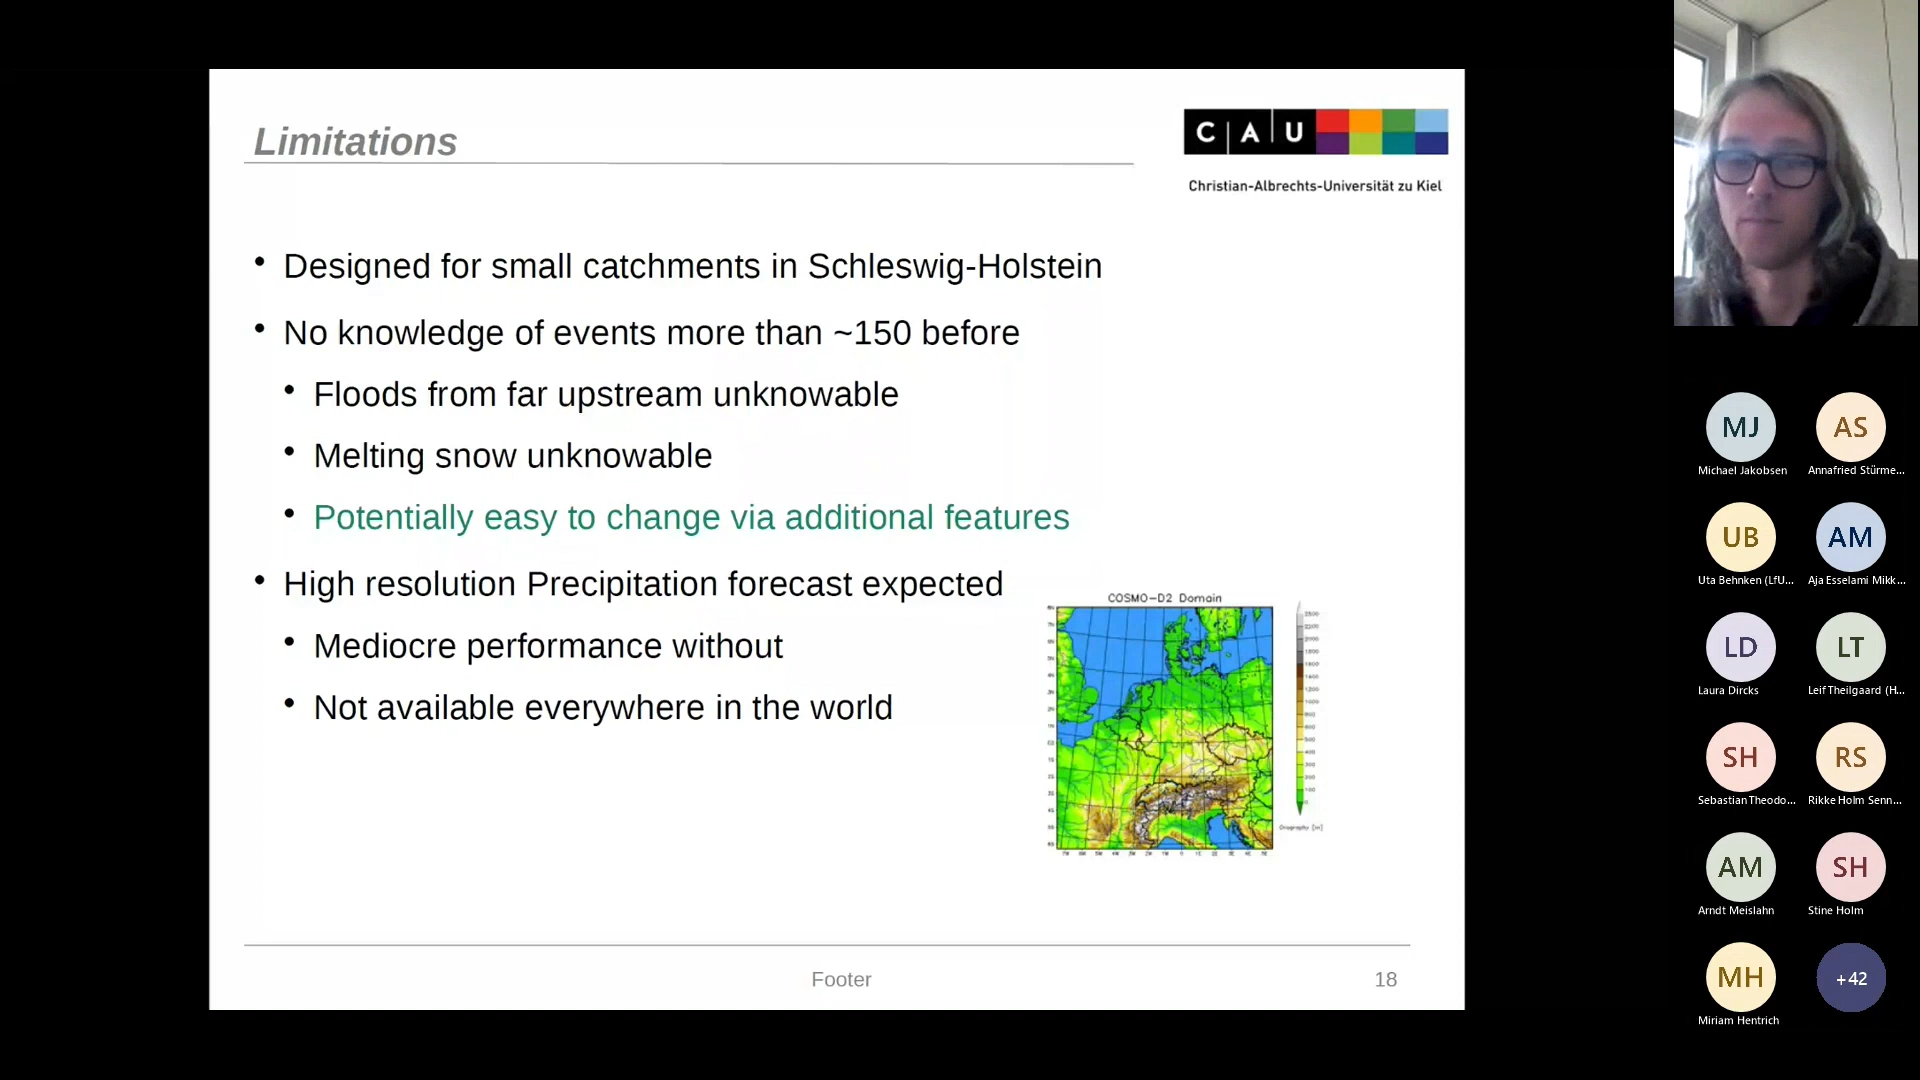 Limitations
C A U
Christian-Albrechts-Universität zu Kiel
Designed for small catchments in Schleswig-Holstein
No knowledge of events more than ~150 before
Floods from far upstream unknowable
Melting snow unknowable
Potentially easy to change via additional features
High resolution Precipitation forecast expected
Mediocre performance without
Not available everywhere in the world
COSMO-D2 Domain
Orography [m]
Footer
18
MJ
Michael Jakobsen
AS
Annafried Stürme...
UB
Uta Behnken (LfU...
AM
Aja Esselami Mikk...
LD
Laura Dircks
LT
Leif Theilgaard (H...
SH
Sebastian Theodo...
RS
Rikke Holm Senn...
AM
Arndt Meislahn
SH
Stine Holm
MH
Miriam Hentrich
+42